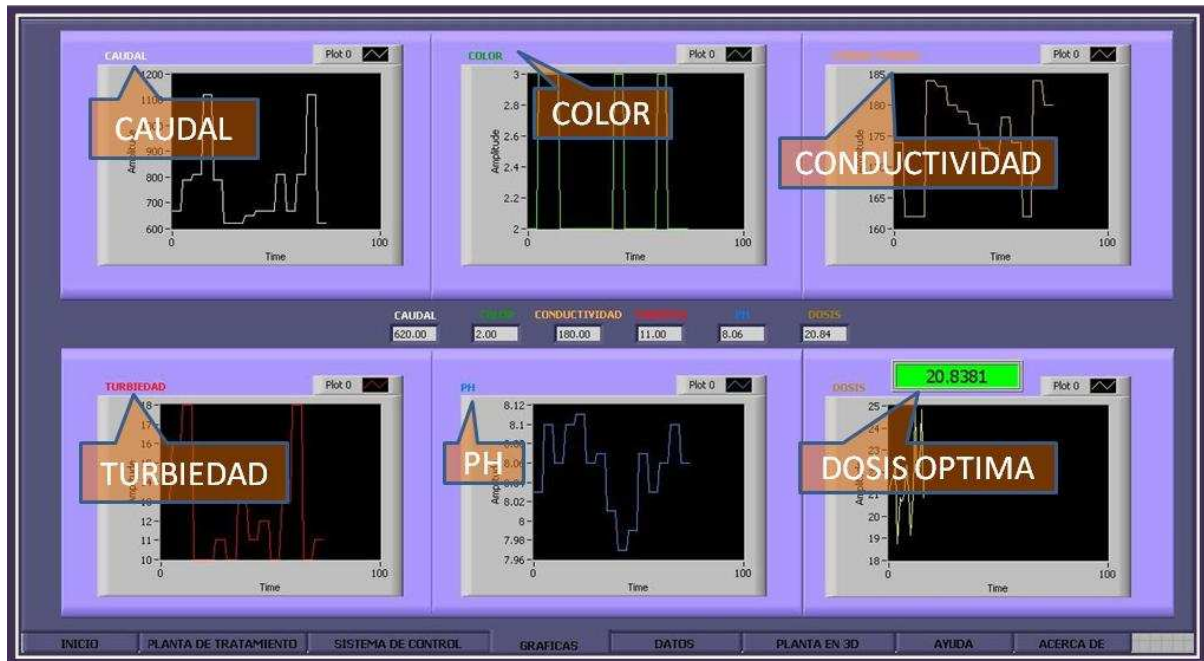 CAUDAL
Plot 0
1200
1100
900
800
700
600
Amplitude
0
100
Time
CAUDAL
COLOR
Plot 0
3
2.8
2.6
2.4
2.2
2
Amplitude
0
100
Time
COLOR
Plot 0
185
180
175
165
160
0
100
Time
CONDUCTIVIDAD
CAUDAL
CONDUCTIVIDAD
PH
DOSIS
620.00
2.00
180.00
11.00
8.06
20.84
TURBIEDAD
Plot 0
18
17
16
12
11
10
Amplitude
0
100
Time
TURBIEDAD
PH
Plot 0
8.12
8.1
8.06
8.02
8
7.98
7.96
Amplitude
0
100
Time
PH
DOSIS
20.8381
Plot 0
25
24
21
20
19
18
0
100
Time
DOSIS OPTIMA
INICIO
PLANTA DE TRATAMIENTO
SISTEMA DE CONTROL
GRAFICAS
DATOS
PLANTA EN 3D
AYUDA
ACERCA DE